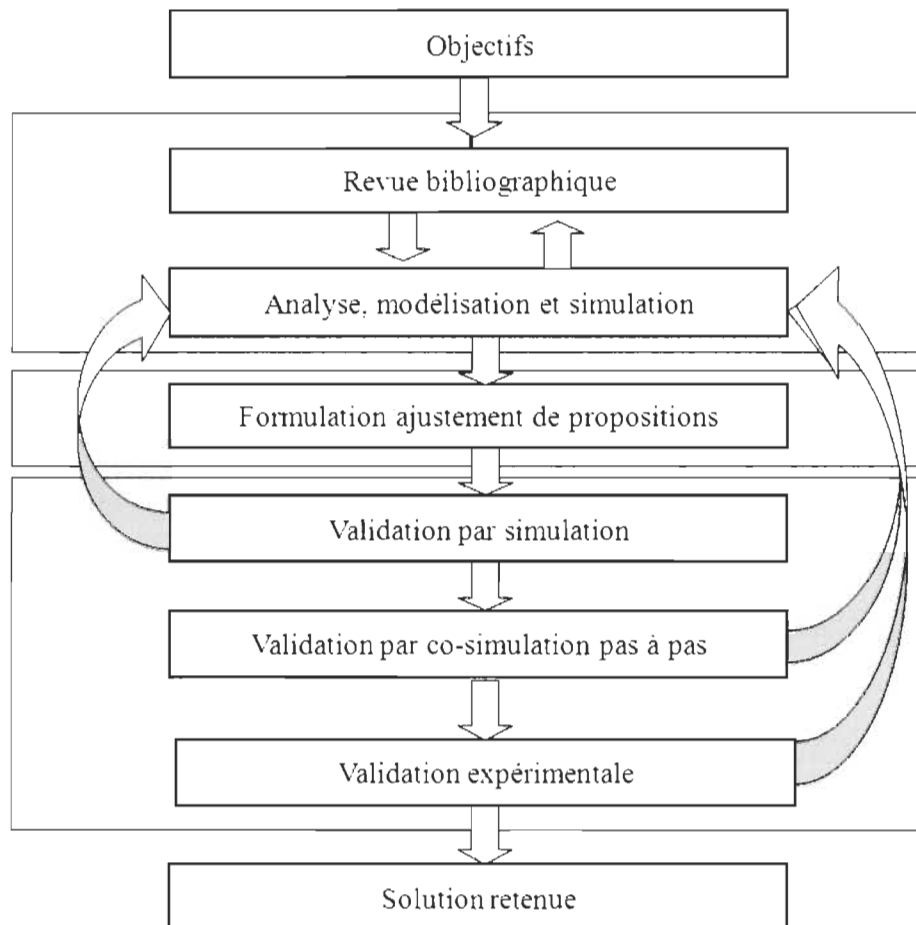 Objectifs
Revue bibliographique
Analyse, modélisation et simulation
Formulation ajustement de propositions
Validation par simulation
Validation par co-simulation pas à pas
Validation expérimentale
Solution retenue